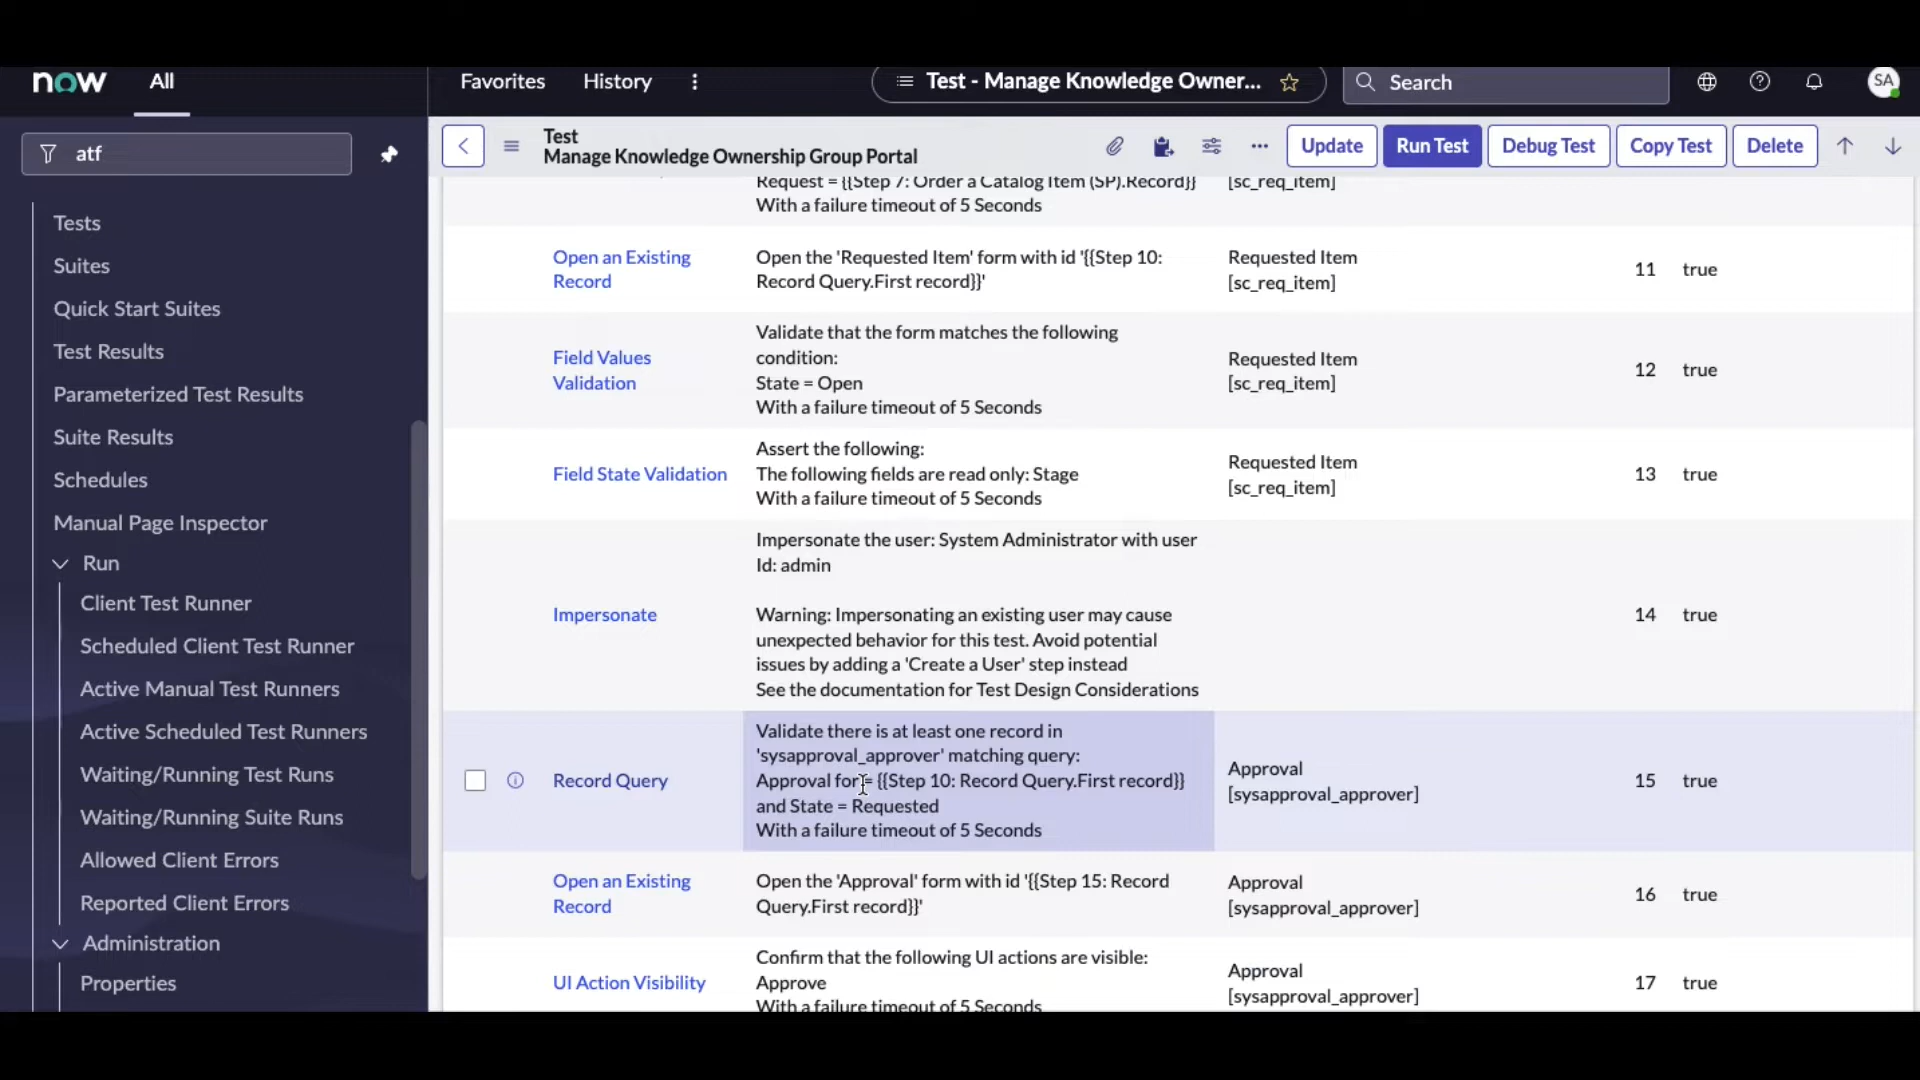 now
All
Favorites
History
Test - Manage Knowledge Owner...
Search
SA
atf
Test
Manage Knowledge Ownership Group Portal
Update
Run Test
Debug Test
Copy Test
Delete
Tests
Suites
Quick Start Suites
Test Results
Parameterized Test Results
Suite Results
Schedules
Manual Page Inspector
Run
Client Test Runner
Scheduled Client Test Runner
Active Manual Test Runners
Active Scheduled Test Runners
Waiting/Running Test Runs
Waiting/Running Suite Runs
Allowed Client Errors
Reported Client Errors
Administration
Properties
Request = {{Step 7: Order a Catalog Item (SP).Record}}
With a failure timeout of 5 Seconds
[sc_req_item]
Open an Existing
Record
Open the 'Requested Item' form with id '{{Step 10:
Record Query.First record}}'
Requested Item
[sc_req_item]
11
true
Field Values
Validation
Validate that the form matches the following
condition:
State = Open
With a failure timeout of 5 Seconds
Requested Item
[sc_req_item]
12
true
Field State Validation
Assert the following:
The following fields are read only: Stage
With a failure timeout of 5 Seconds
Requested Item
[sc_req_item]
13
true
Impersonate
Impersonate the user: System Administrator with user
Id: admin
Warning: Impersonating an existing user may cause
unexpected behavior for this test. Avoid potential
issues by adding a 'Create a User' step instead
See the documentation for Test Design Considerations
14
true
Record Query
Validate there is at least one record in
'sysapproval_approver' matching query:
Approval for = {{Step 10: Record Query.First record}}
and State = Requested
With a failure timeout of 5 Seconds
Approval
[sysapproval_approver]
15
true
Open an Existing
Record
Open the 'Approval' form with id '{{Step 15: Record
Query.First record}}'
Approval
[sysapproval_approver]
16
true
UI Action Visibility
Confirm that the following UI actions are visible:
Approve
With a failure timeout of 5 Seconds
Approval
[sysapproval_approver]
17
true